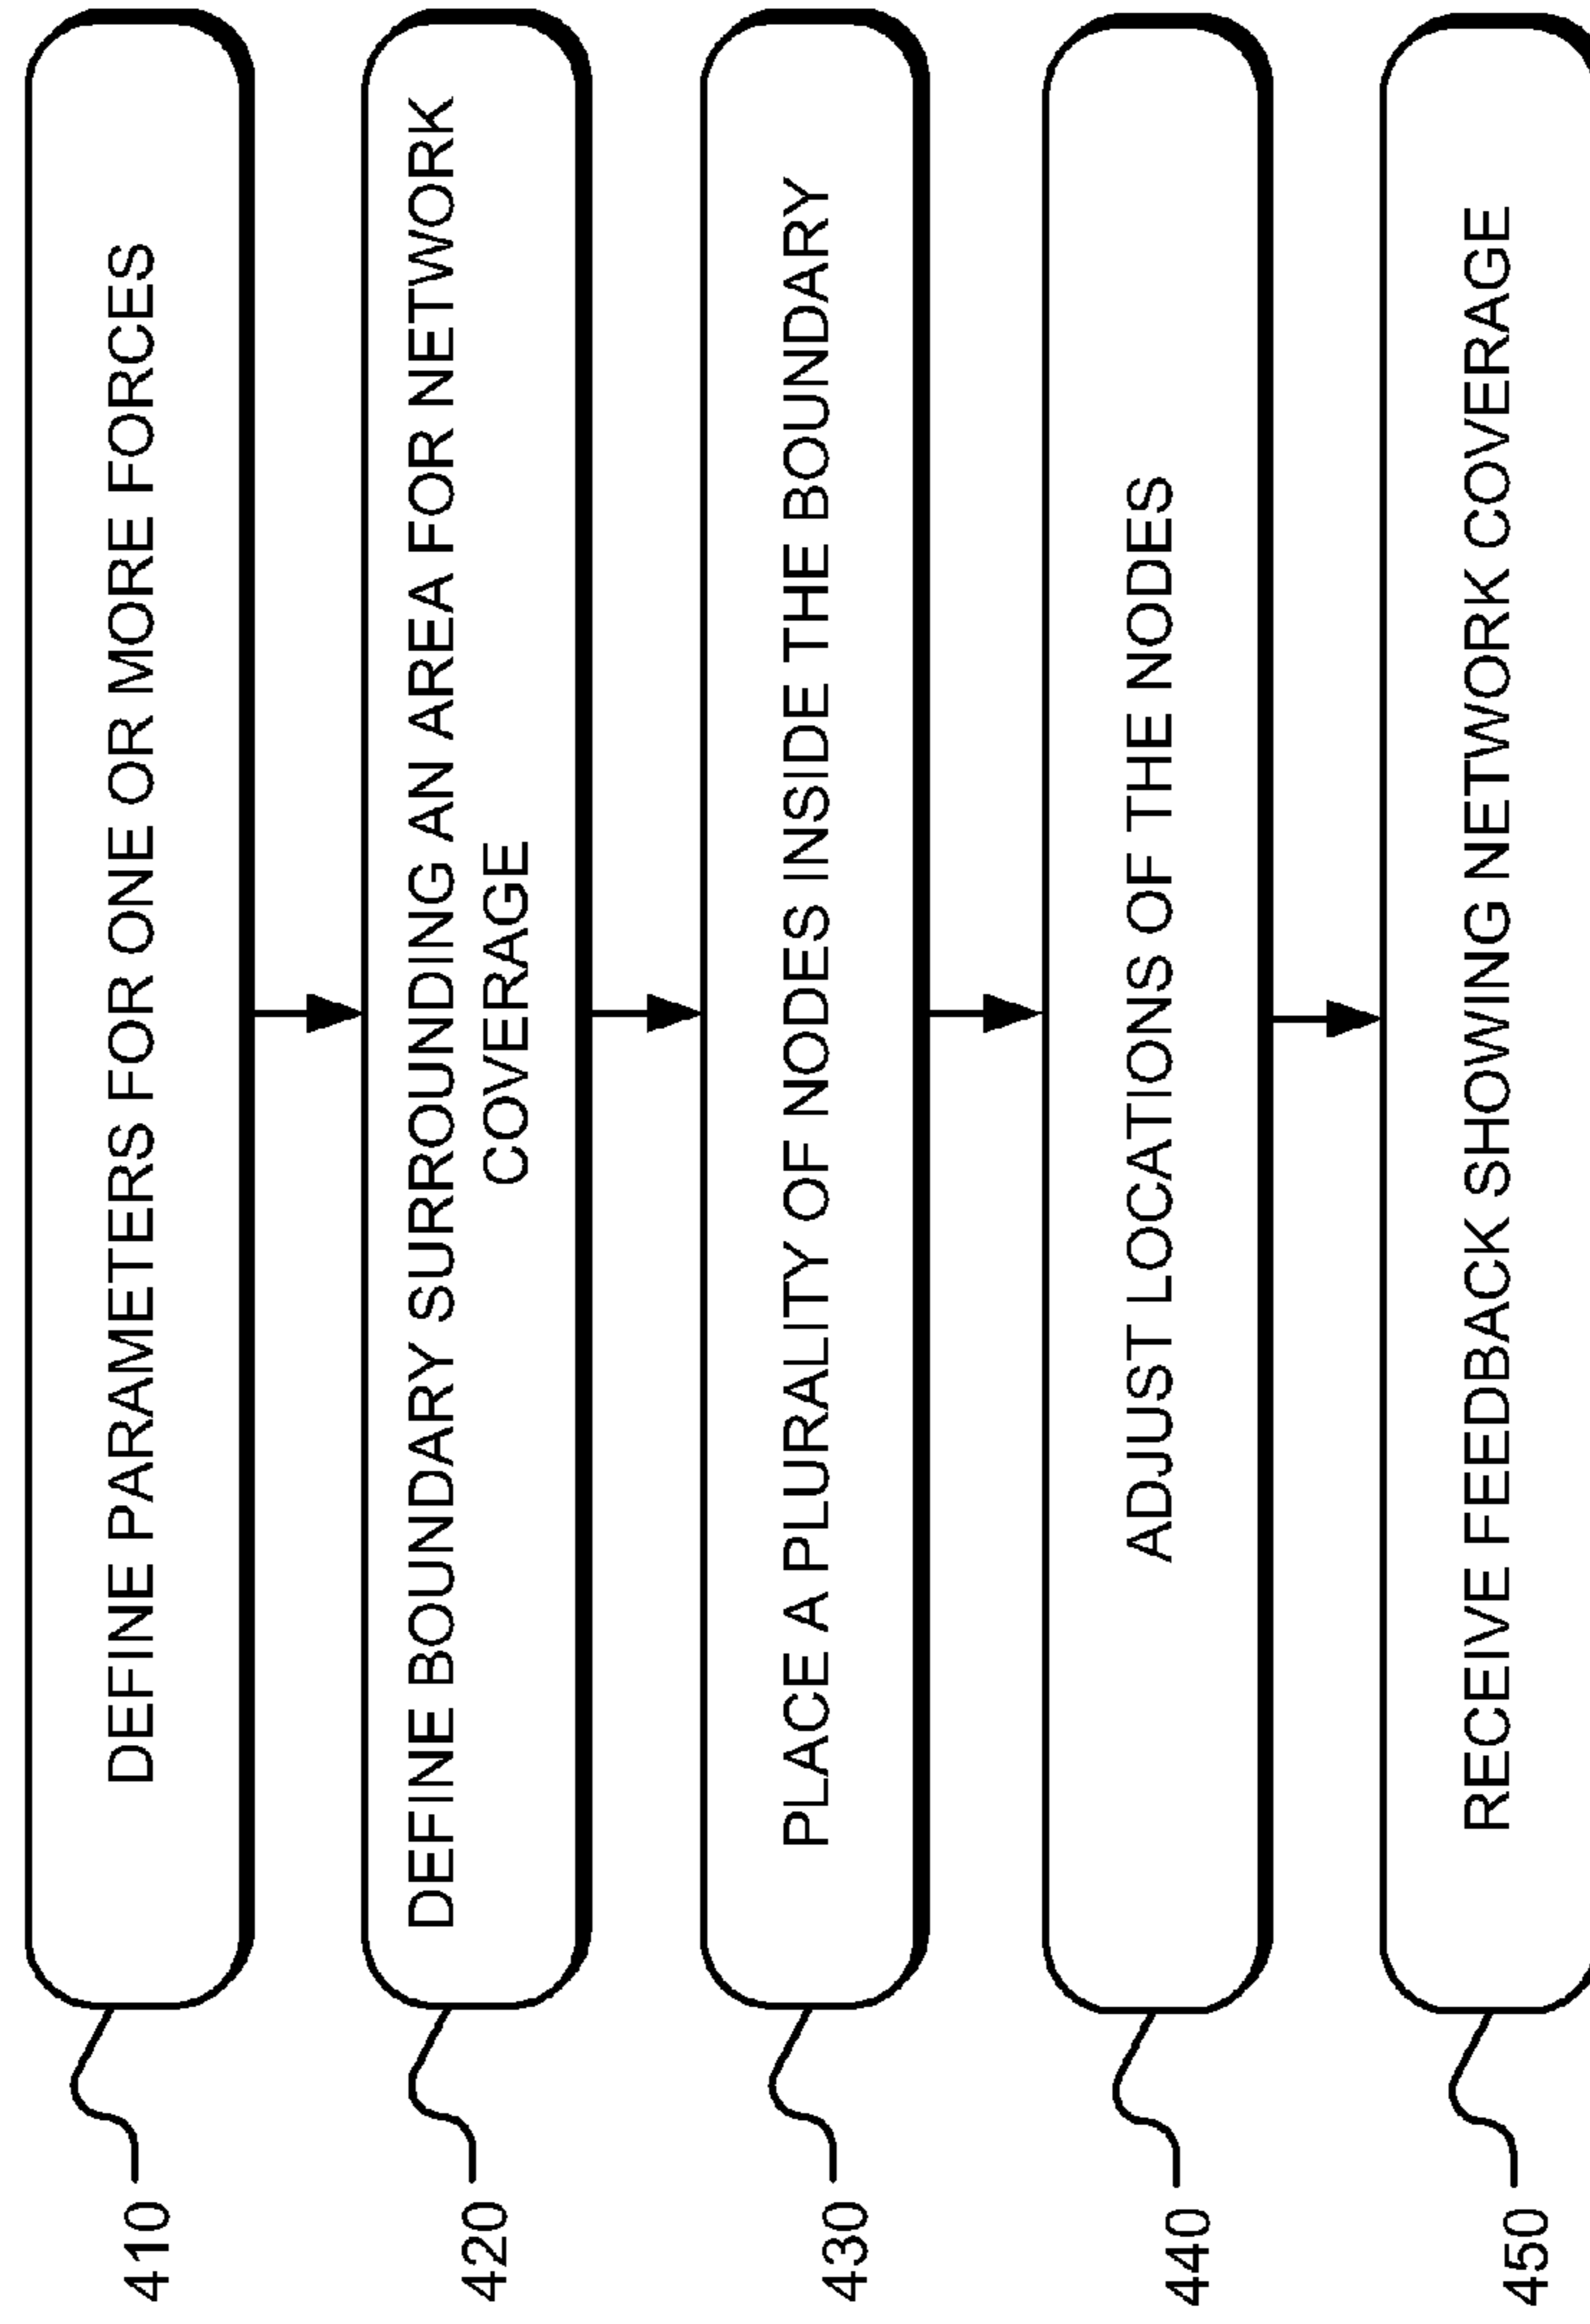 410
DEFINE PARAMETERS FOR ONE OR MORE FORCES
420
DEFINE BOUNDARY SURROUNDING AN AREA FOR NETWORK
COVERAGE
430
PLACE A PLURALITY OF NODES INSIDE THE BOUNDARY
440
ADJUST LOCATIONS OF THE NODES
450
RECEIVE FEEDBACK SHOWING NETWORK COVERAGE